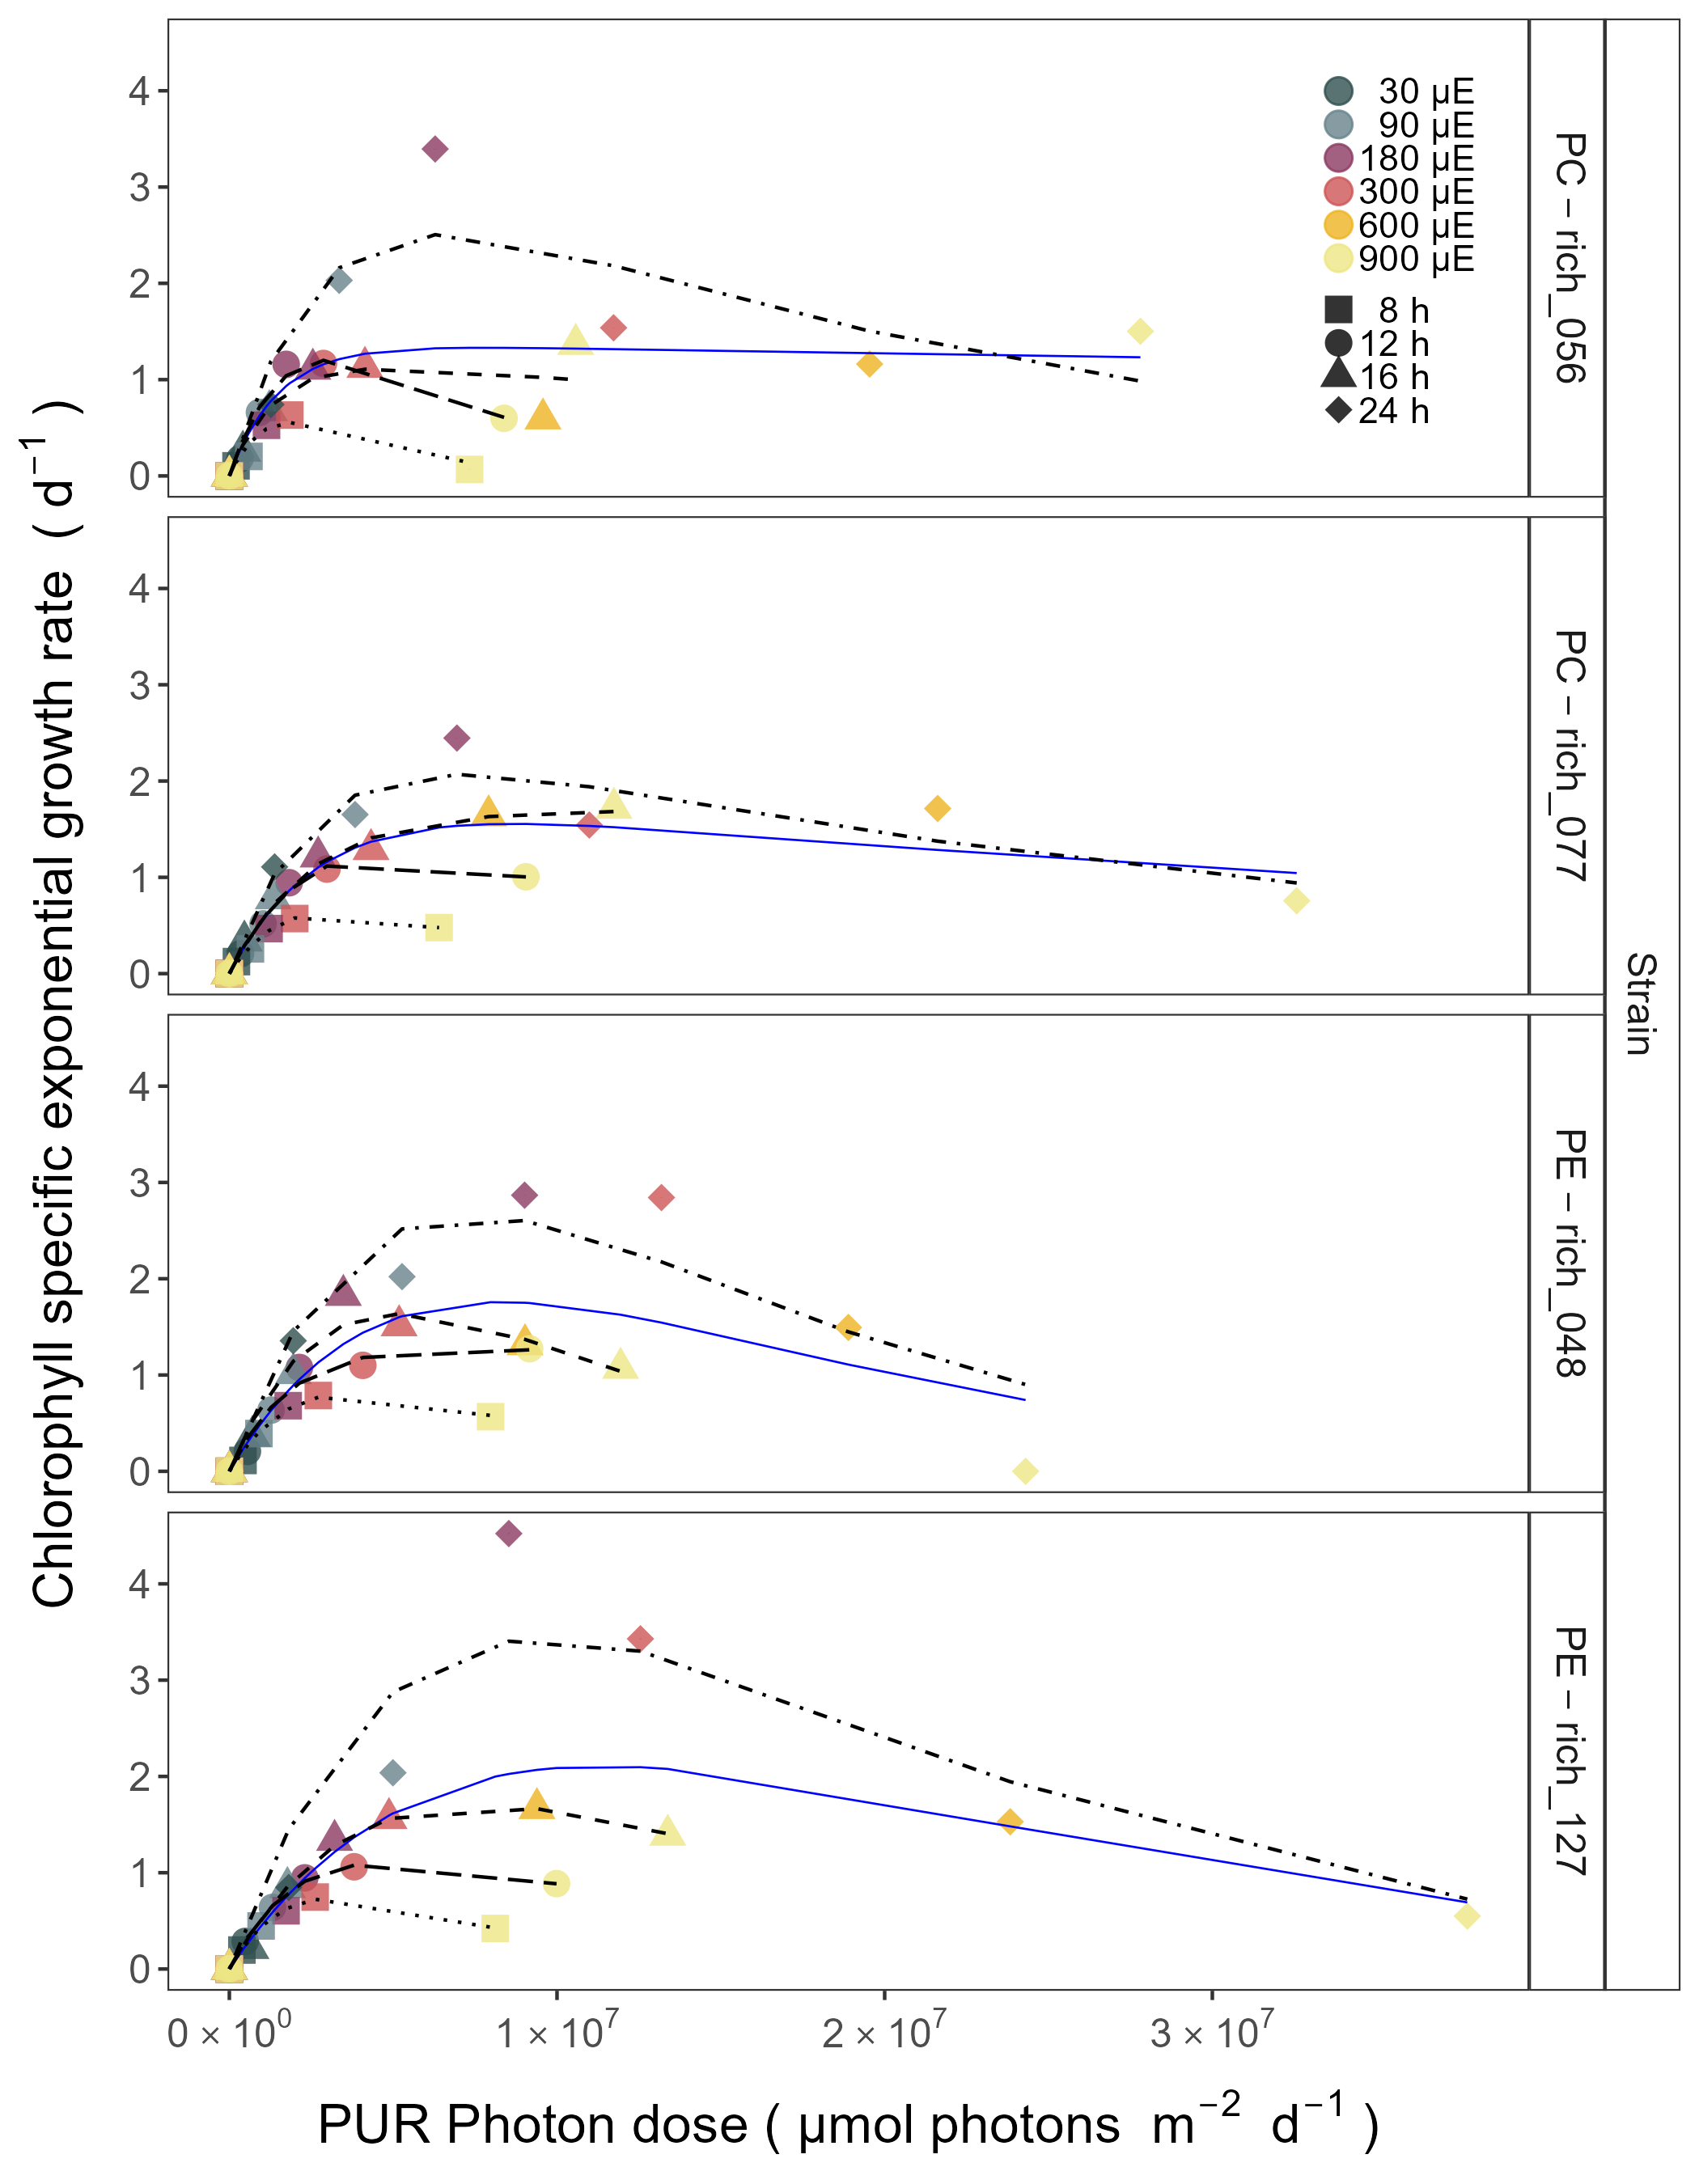 Chlorophyll specific exponential growth rate ( d⁻¹ )
4
3
2
1
0
30 µE
90 µE
180 µE
300 µE
600 µE
900 µE
8 h
12 h
16 h
24 h
PC − rich_056
4
3
2
1
0
PC − rich_077
Strain
4
3
2
1
0
PE − rich_048
4
3
2
1
0
PE − rich_127
0 × 10⁰ 1 × 10⁷ 2 × 10⁷ 3 × 10⁷
PUR Photon dose ( µmol photons m⁻² d⁻¹ )